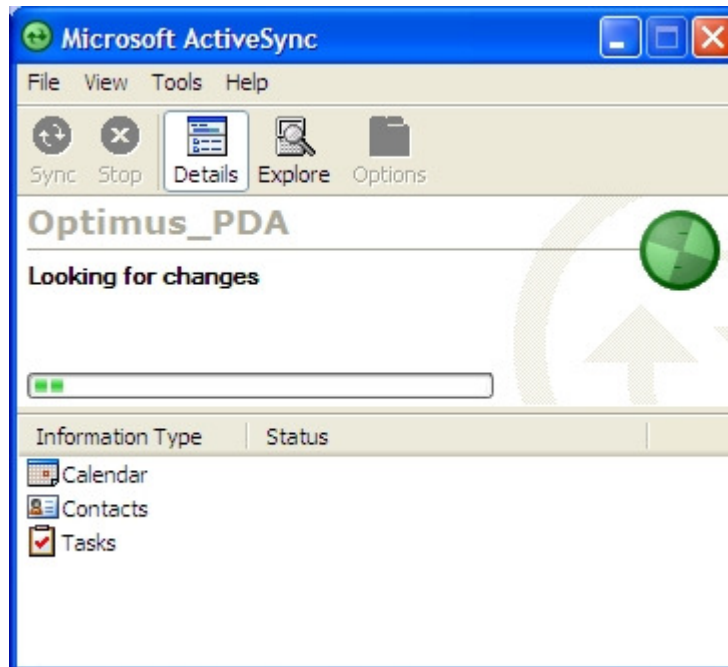 Microsoft ActiveSync
File View Tools Help
Sync Stop Details Explore Options
Optimus_PDA
Looking for changes
Information Type Status
Calendar
Contacts
Tasks